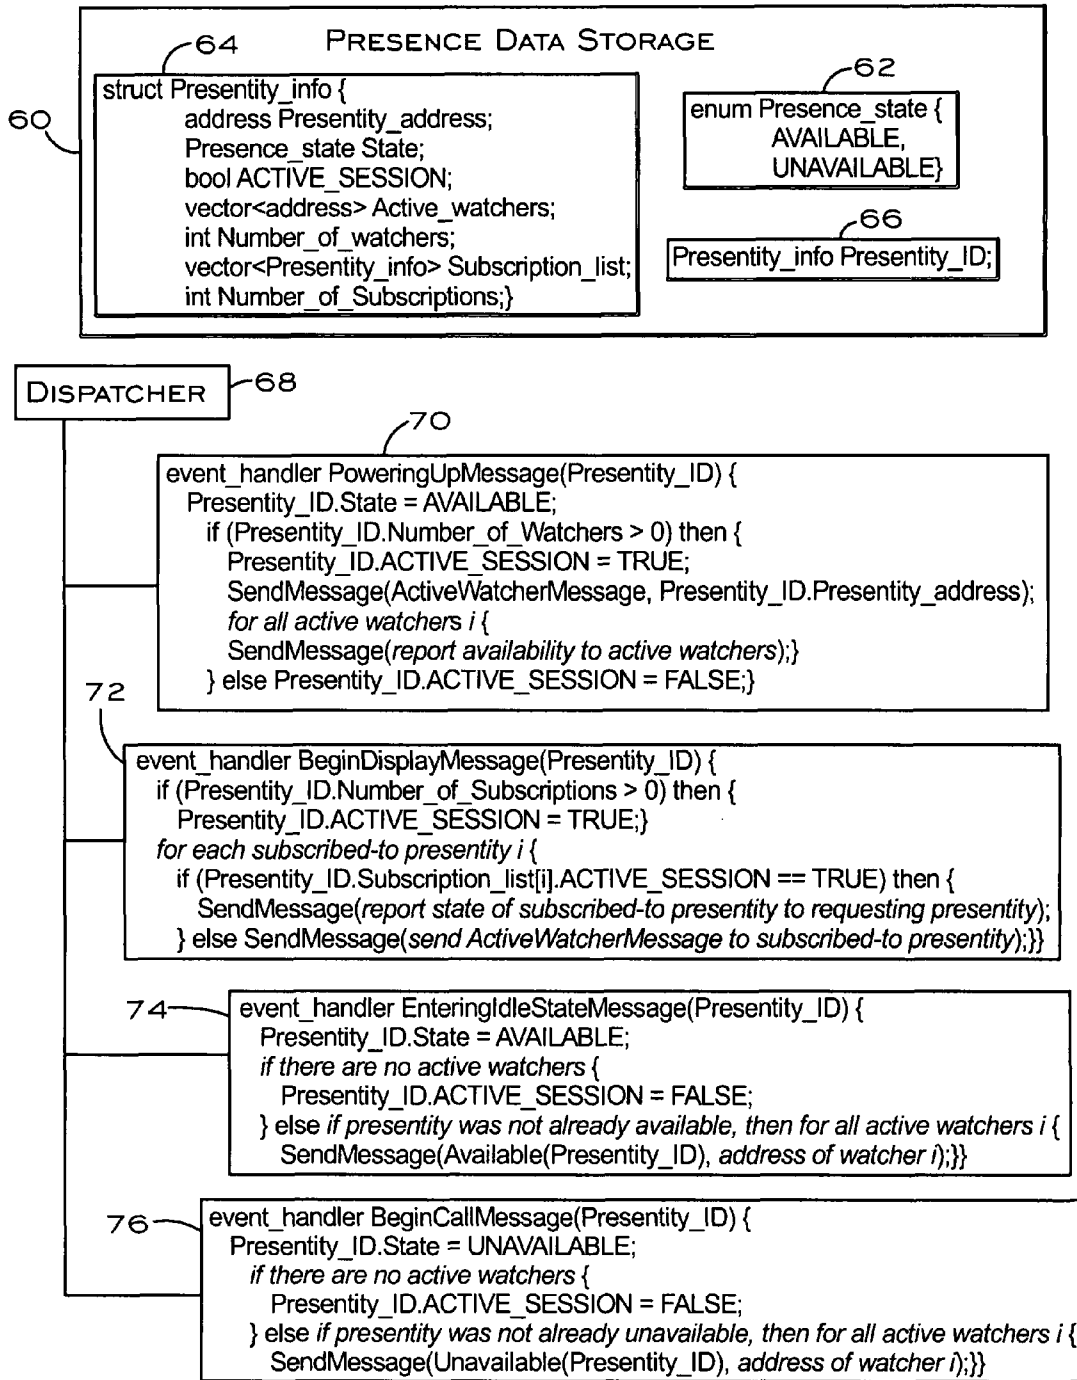 PRESENCE DATA STORAGE
60
64
struct Presentity_info {
address Presentity_address;
Presence_state State;
bool ACTIVE_SESSION;
vector<address> Active_watchers;
int Number_of_watchers;
vector<Presentity_info> Subscription_list;
int Number_of_Subscriptions;}
62
enum Presence_state {
AVAILABLE,
UNAVAILABLE}
66
Presentity_info Presentity_ID;
DISPATCHER
68
70
event_handler PoweringUpMessage(Presentity_ID) {
Presentity_ID.State = AVAILABLE;
if (Presentity_ID.Number_of_Watchers > 0) then {
Presentity_ID.ACTIVE_SESSION = TRUE;
SendMessage(ActiveWatcherMessage, Presentity_ID.Presentity_address);
for all active watchers i {
SendMessage(report availability to active watchers);}
} else Presentity_ID.ACTIVE_SESSION = FALSE;}
72
event_handler BeginDisplayMessage(Presentity_ID) {
if (Presentity_ID.Number_of_Subscriptions > 0) then {
Presentity_ID.ACTIVE_SESSION = TRUE;}
for each subscribed-to presentity i {
if (Presentity_ID.Subscription_list[i].ACTIVE_SESSION == TRUE) then {
SendMessage(report state of subscribed-to presentity to requesting presentity);
} else SendMessage(send ActiveWatcherMessage to subscribed-to presentity);}}
74
event_handler EnteringIdleStateMessage(Presentity_ID) {
Presentity_ID.State = AVAILABLE;
if there are no active watchers {
Presentity_ID.ACTIVE_SESSION = FALSE;
} else if presentity was not already available, then for all active watchers i {
SendMessage(Available(Presentity_ID), address of watcher i);}}
76
event_handler BeginCallMessage(Presentity_ID) {
Presentity_ID.State = UNAVAILABLE;
if there are no active watchers {
Presentity_ID.ACTIVE_SESSION = FALSE;
} else if presentity was not already unavailable, then for all active watchers i {
SendMessage(Unavailable(Presentity_ID), address of watcher i);}}